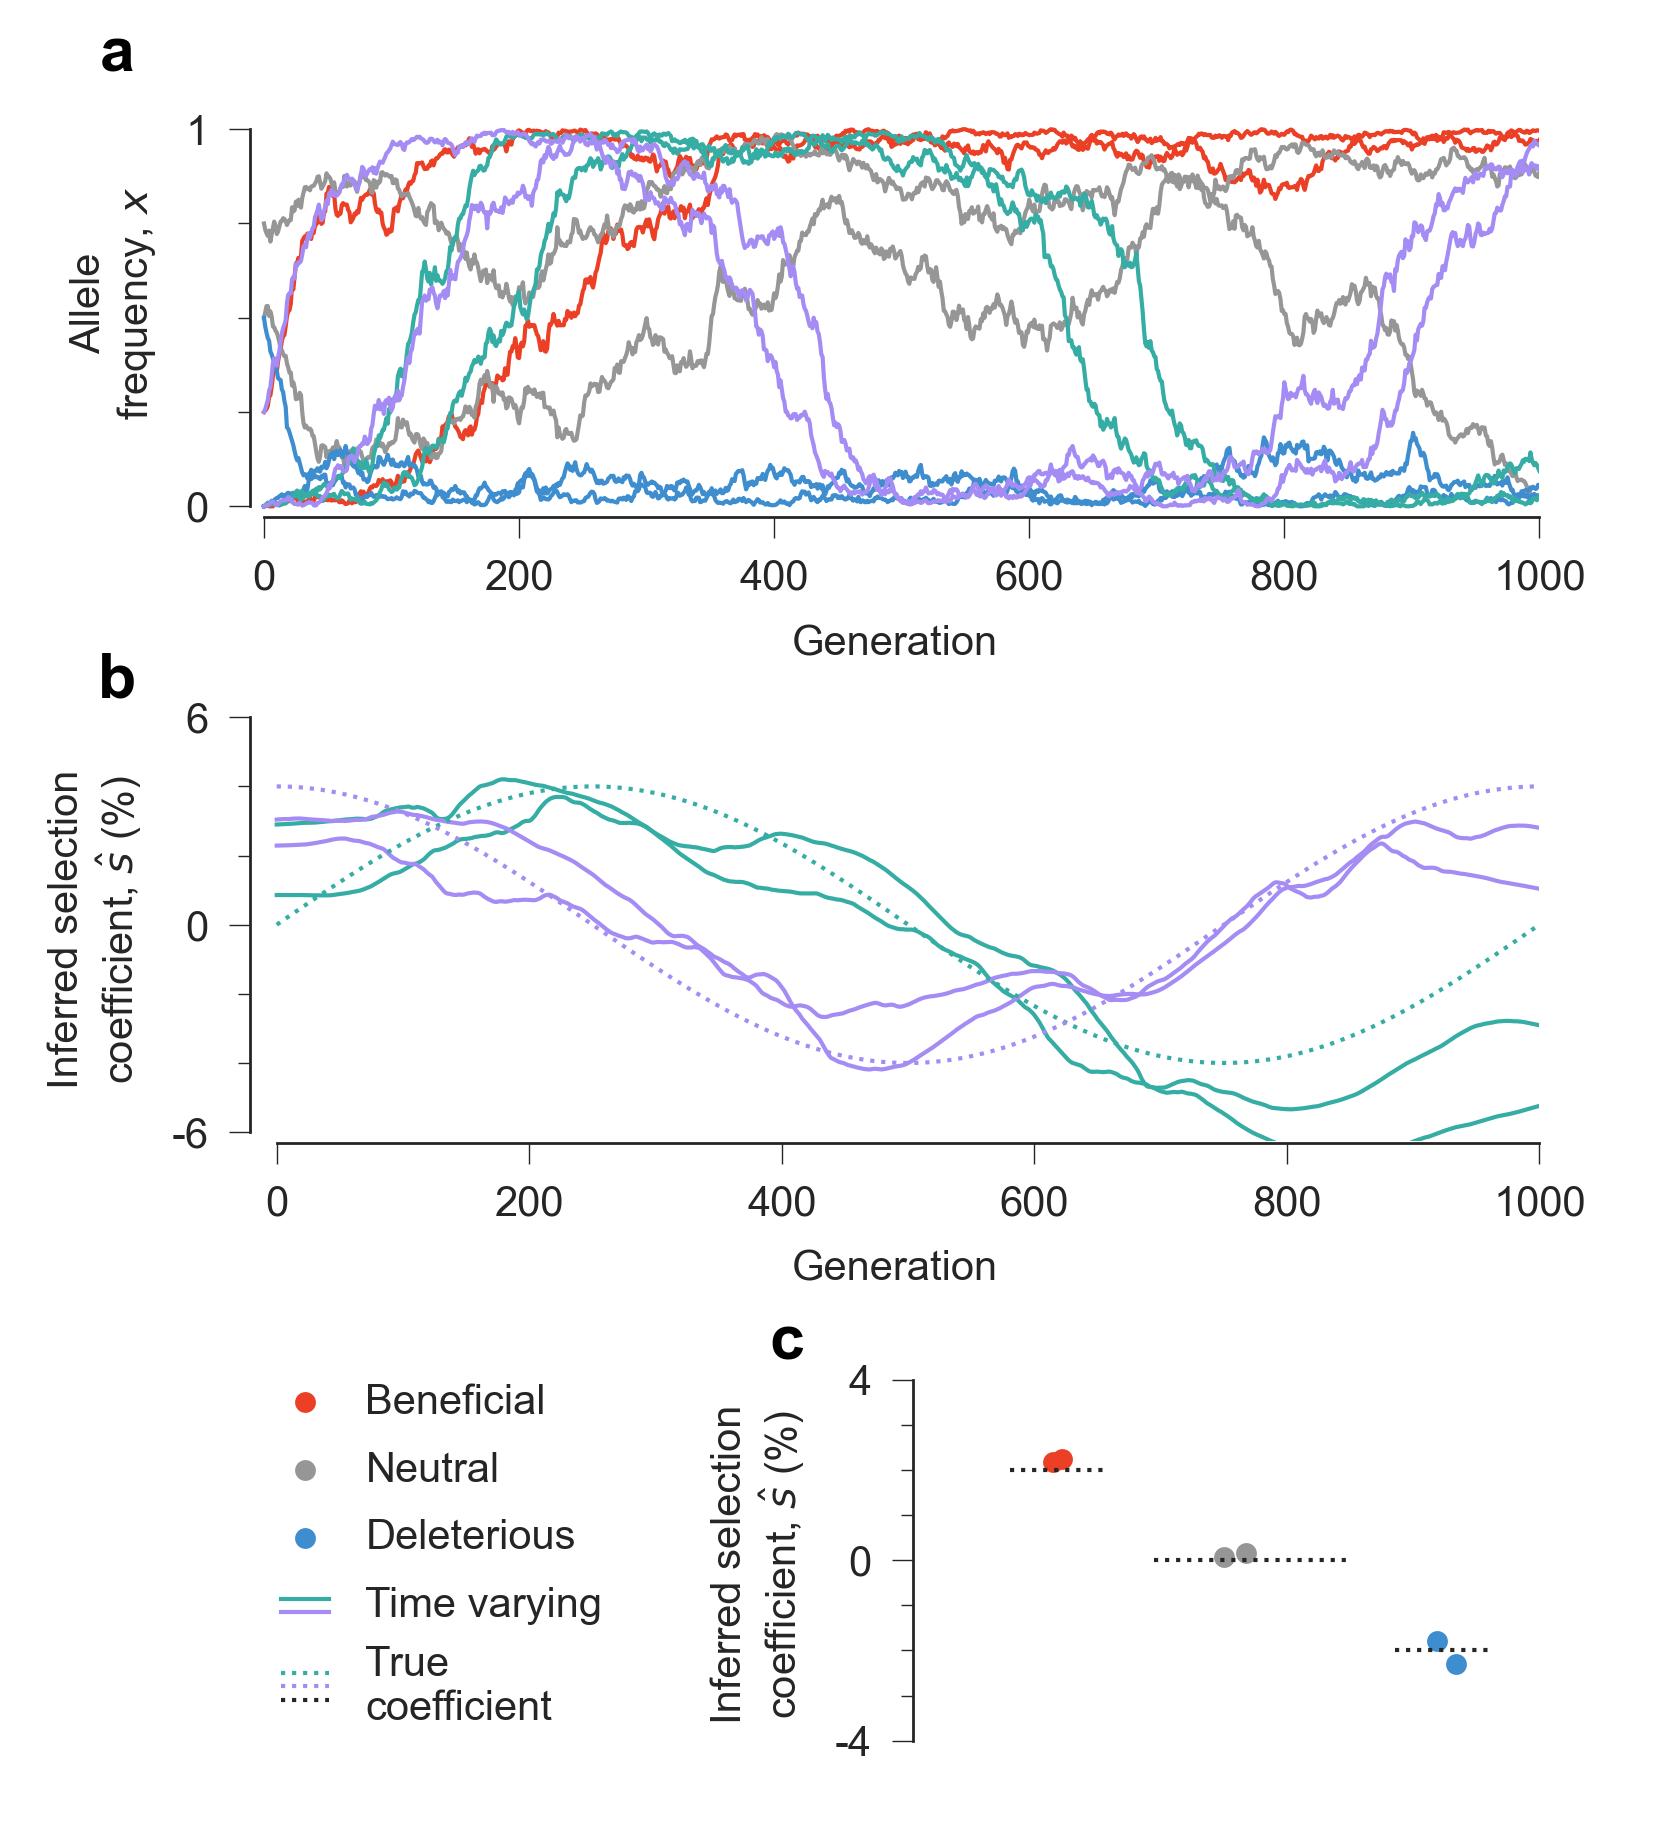 a
1
0
Allele
frequency, x
0 200 400 600 800 1000
Generation
b
6
0
-6
Inferred selection
coefficient, ŝ (%)
0 200 400 600 800 1000
Generation
Beneficial
Neutral
Deleterious
Time varying
True
coefficient
c
4
0
-4
Inferred selection
coefficient, ŝ (%)